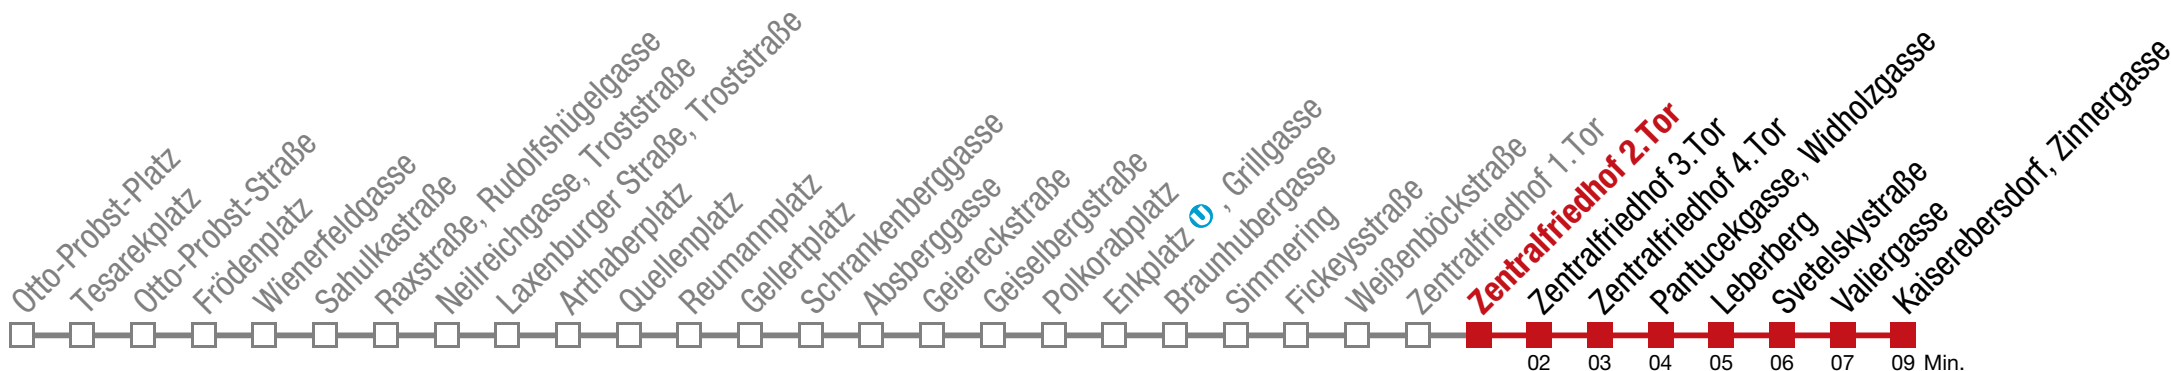 Otto-Probst-Platz
Tesarekplatz
Otto-Probst-Straße
Frödenplatz
Wienerfeldgasse
Sahulkastraße
Raxstraße, Rudolfshügelgasse
Neilreichgasse, Troststraße
Laxenburger Straße, Troststraße
Arthaberplatz
Quellenplatz
Reumannplatz
Gellertplatz
Schrankenberggasse
Absberggasse
Geiereckstraße
Geiselbergstraße
Polkorabplatz
Enkplatz U, Grillgasse
Braunhubergasse
Simmering
Fickeysstraße
Weißenböckstraße
Zentralfriedhof 1.Tor
Zentralfriedhof 2.Tor
Zentralfriedhof 3.Tor
Zentralfriedhof 4.Tor
Pantucekgasse, Widholzgasse
Leberberg
Svetelskystraße
Valiergasse
Kaiserebersdorf, Zinnergasse
02 03 04 05 06 07 09 Min.